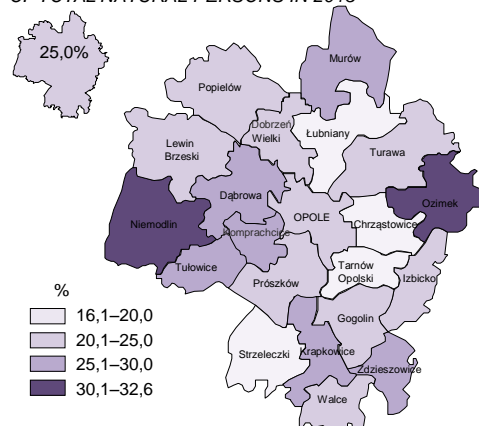 OF TOTAL NATURAL PERSONS IN 2015
25,0%
Murów
Popielów
Dobrzeń
Wielki
Łubniany
Lewin
Brzeski
Turawa
Dąbrowa
Ozimek
Niemodlin
OPOLE
Chrząstowice
Komprachcice
Tułowice
Tarnów
Opolski
Izbicko
Prószków
%
16,1–20,0
20,1–25,0
25,1–30,0
30,1–32,6
Gogolin
Strzeleczki
Krapkowice
Zdzieszowice
Walce